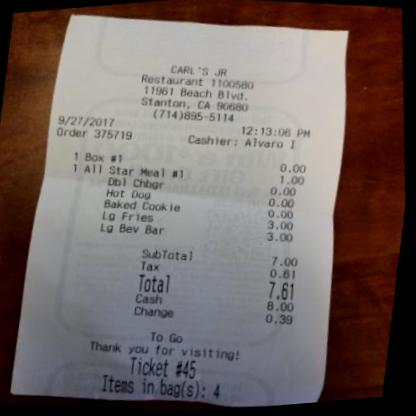 CARL'S JR
Restaurant 1100580
11961 Beach Blvd.
Stanton, CA 90680
(714)895-5114
9/27/2017 12:13:06 PM
Order 375719 Cashier: Alvaro I
1 Box #1 0.00
1 All Star Meal #1 1.00
Dbl Chbgr 0.00
Hot Dog 0.00
Baked Cookie 0.00
Lg Fries 3.00
Lg Bev Bar 3.00
SubTotal 7.00
Tax 0.61
Total 7.61
Cash 8.00
Change 0.39
To Go
Thank you for visiting!
Ticket #45
Items in bag(s): 4